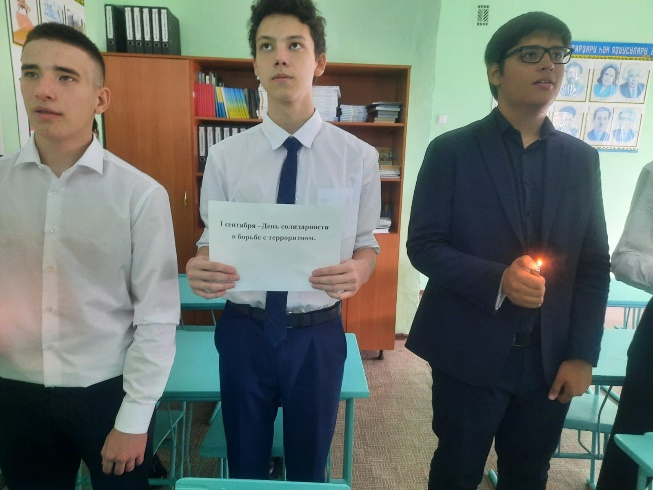 1 сентября –День солидарности
в борьбе с терроризмом.